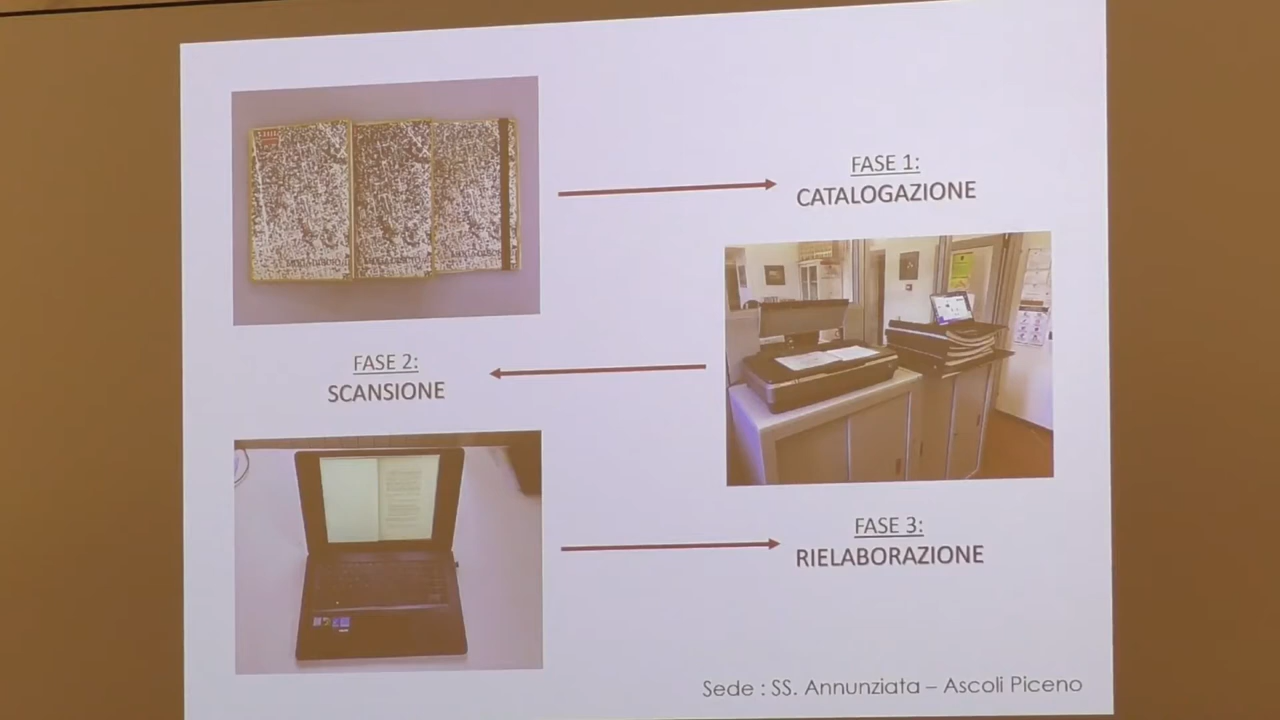 FASE 1:
CATALOGAZIONE
FASE 2:
SCANSIONE
FASE 3:
RIELABORAZIONE
Sede : SS. Annunziata – Ascoli Piceno